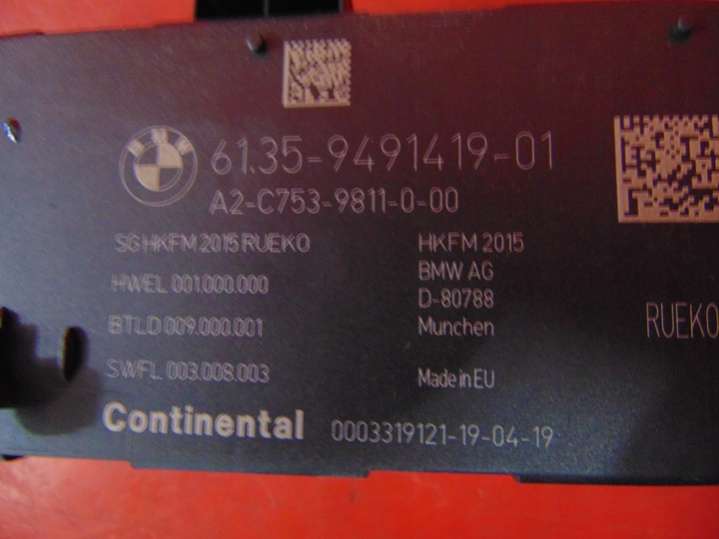 61.35-9491419-01
A2-C753-9811-0-00
SG HKFM 2015 RUEKO
HWEL 001.000.000
BTLD 009.000.001
SWFL 003.008.003
HKFM 2015
BMW AG
D-80788
Munchen
Made in EU
RUEKO
Continental 0003319121-19-04-19